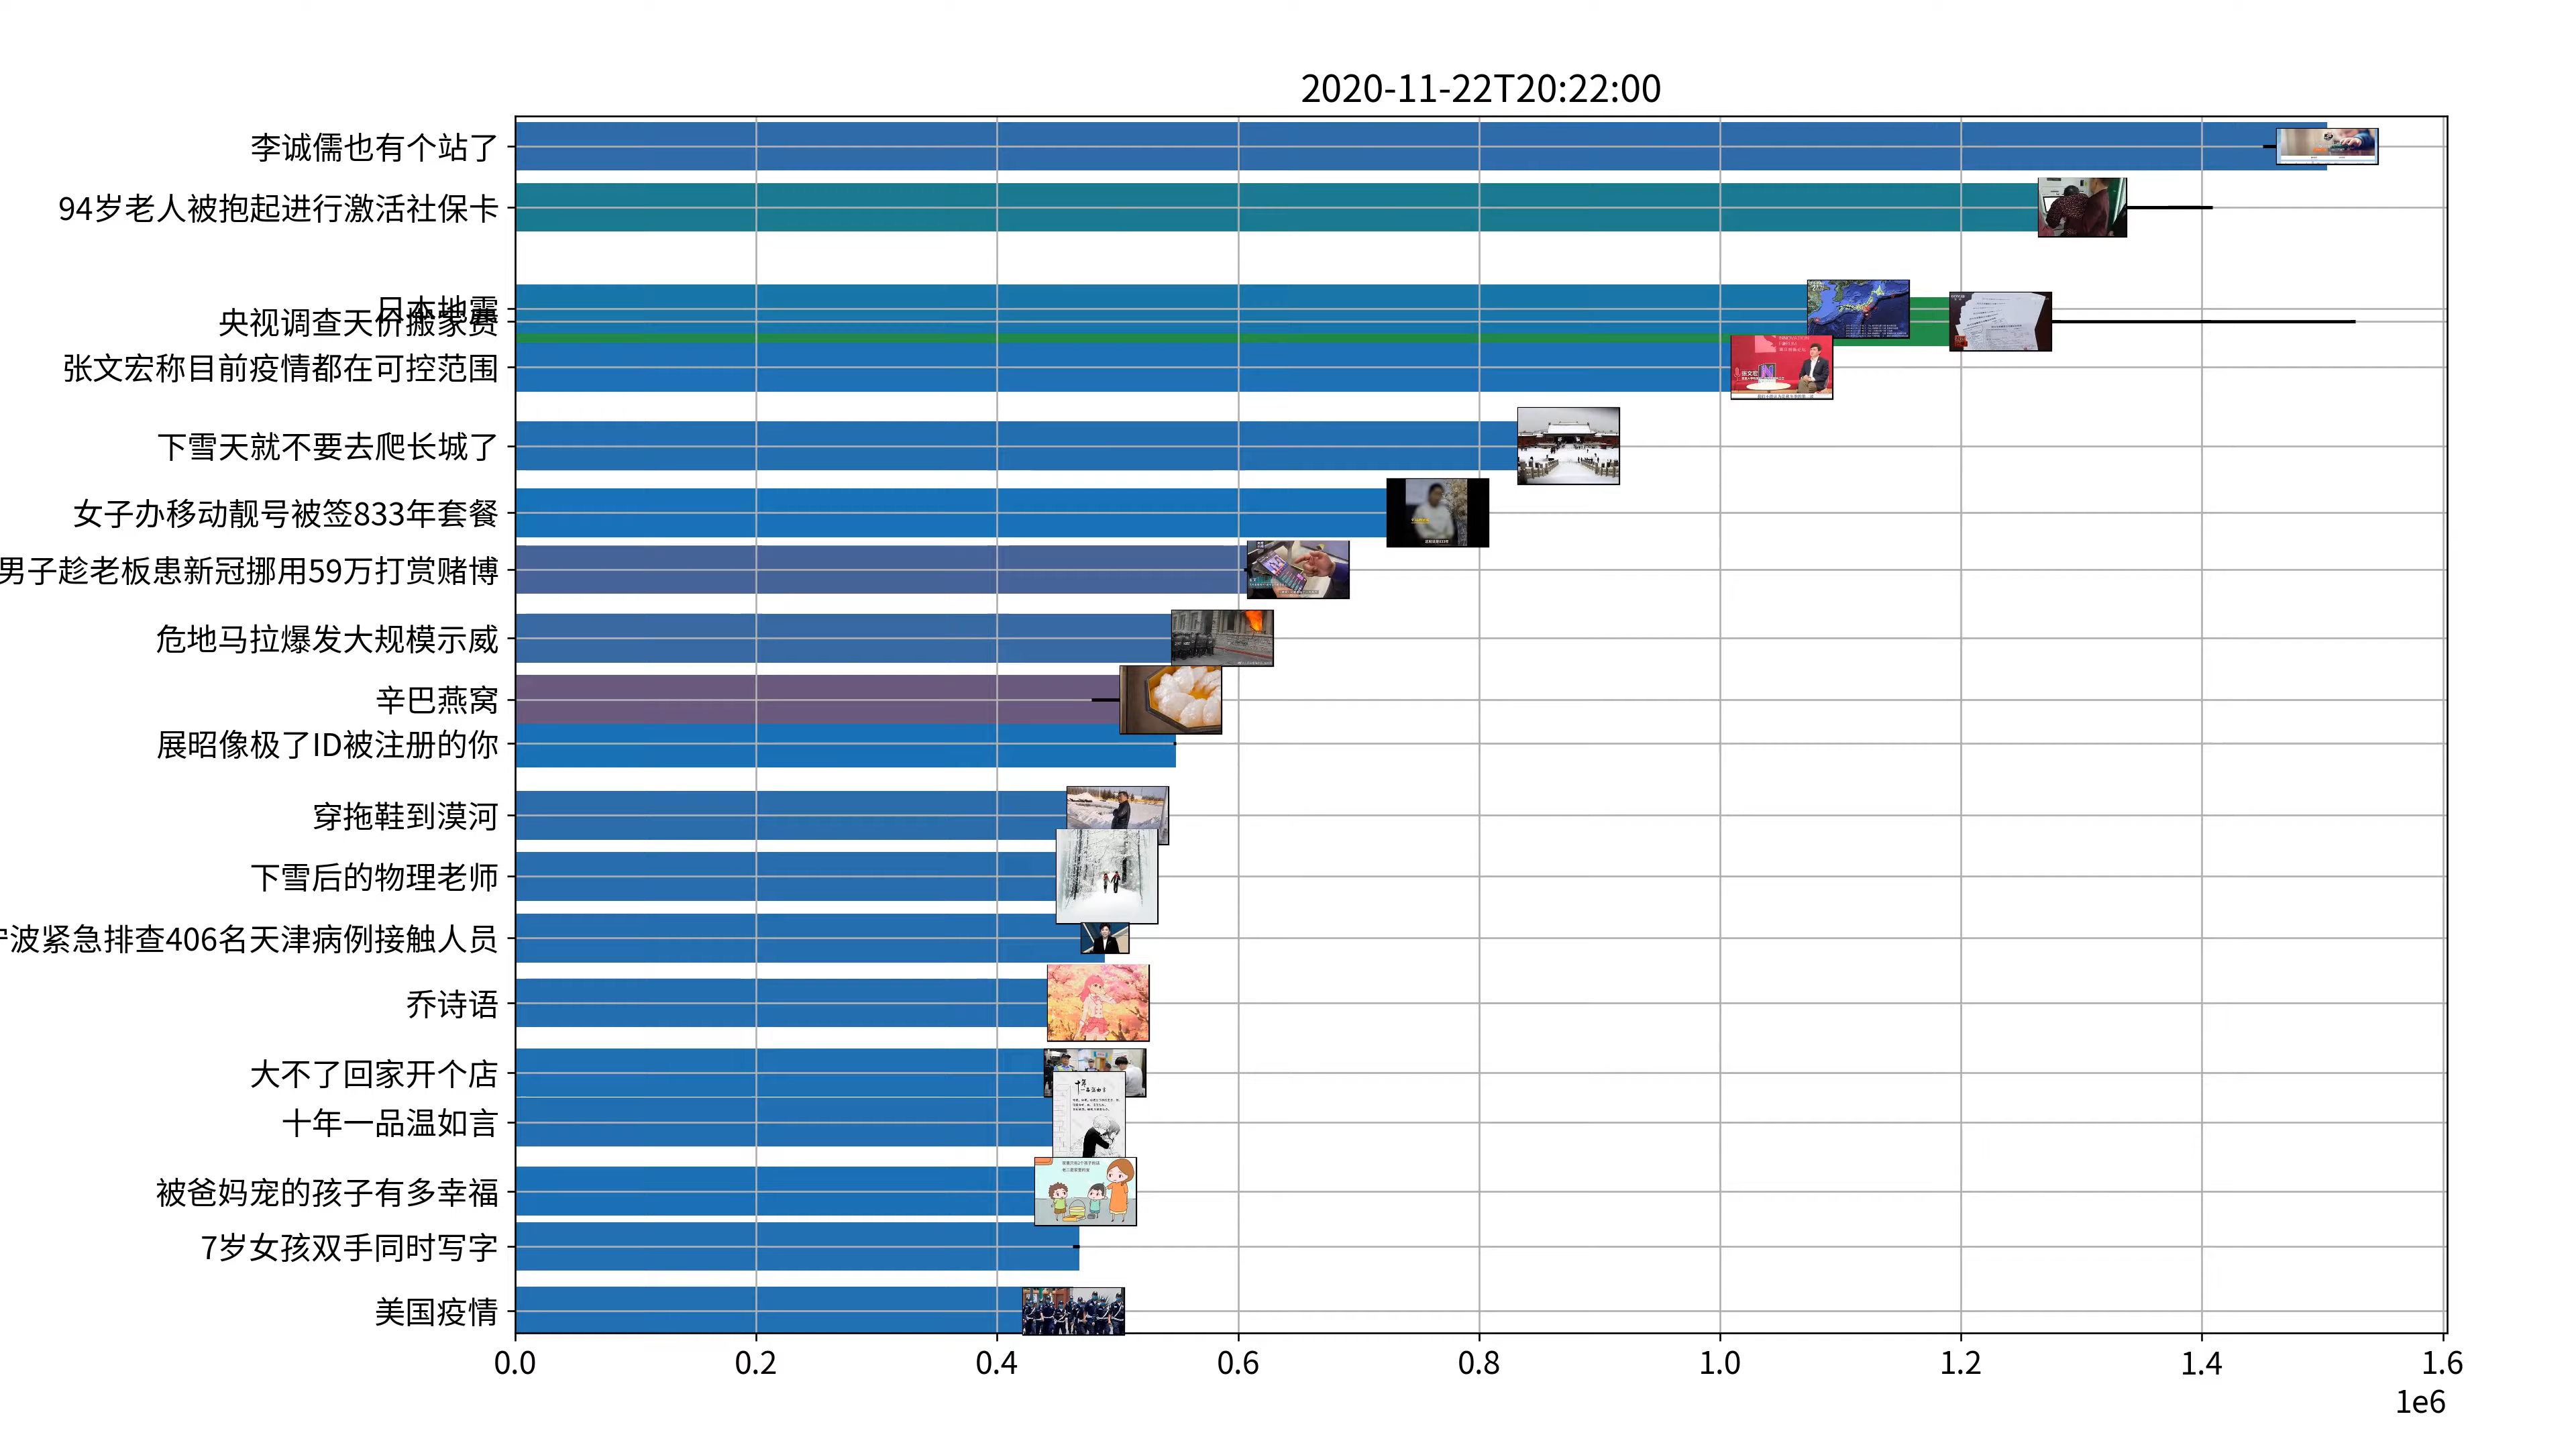 2020-11-22T20:22:00
李诚儒也有个站了
94岁老人被抱起进行激活社保卡
日本地震
央视调查天价搬家费
张文宏称目前疫情都在可控范围
下雪天就不要去爬长城了
女子办移动靓号被签833年套餐
男子趁老板患新冠挪用59万打赏赌博
危地马拉爆发大规模示威
辛巴燕窝
展昭像极了ID被注册的你
穿拖鞋到漠河
下雪后的物理老师
波紧急排查406名天津病例接触人员
乔诗语
大不了回家开个店
十年一品温如言
被爸妈宠的孩子有多幸福
7岁女孩双手同时写字
美国疫情
0.0 0.2 0.4 0.6 0.8 1.0 1.2 1.4 1.6
1e6